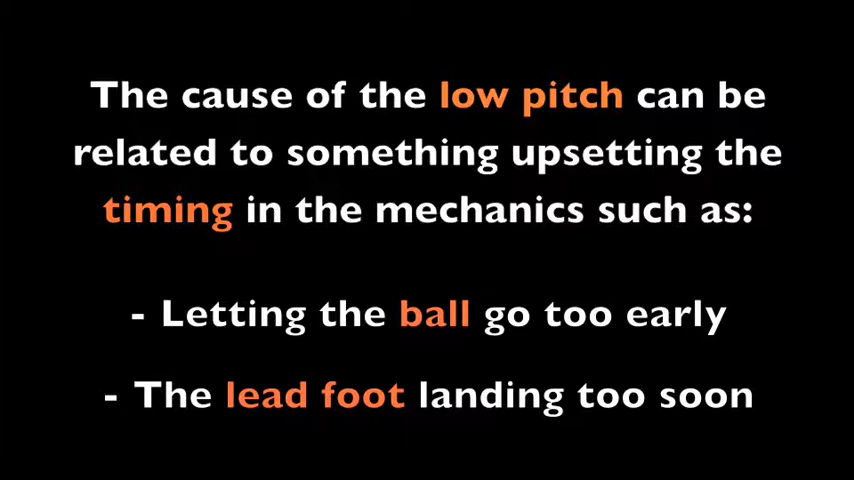 The cause of the low pitch can be
related to something upsetting the
timing in the mechanics such as:
- Letting the ball go too early
- The lead foot landing too soon